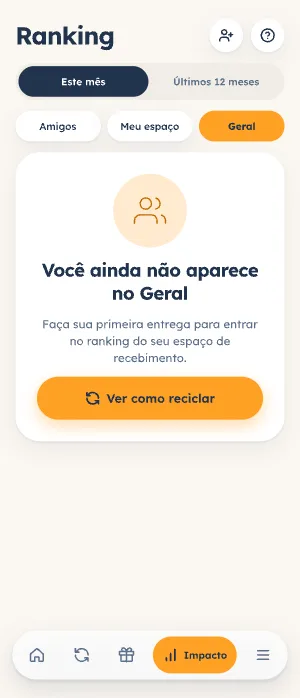 Ranking
Este mês
Últimos 12 meses
Amigos
Meu espaço
Geral
Você ainda não aparece
no Geral
Faça sua primeira entrega para entrar
no ranking do seu espaço de
recebimento.
Ver como reciclar
Impacto